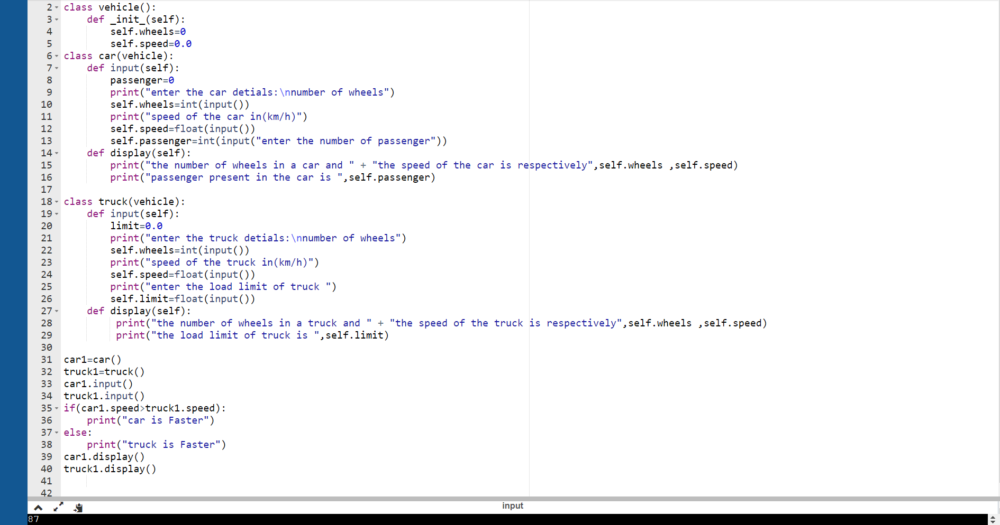 2 class vehicle():
3     def _init_(self):
4         self.wheels=0
5         self.speed=0.0
6 class car(vehicle):
7     def input(self):
8         passenger=0
9         print("enter the car detials:\nnumber of wheels")
10         self.wheels=int(input())
11         print("speed of the car in(km/h)")
12         self.speed=float(input())
13         self.passenger=int(input("enter the number of passenger"))
14     def display(self):
15         print("the number of wheels in a car and " + "the speed of the car is respectively",self.wheels ,self.speed)
16         print("passenger present in the car is ",self.passenger)
17
18 class truck(vehicle):
19     def input(self):
20         limit=0.0
21         print("enter the truck detials:\nnumber of wheels")
22         self.wheels=int(input())
23         print("speed of the truck in(km/h)")
24         self.speed=float(input())
25         print("enter the load limit of truck ")
26         self.limit=float(input())
27     def display(self):
28          print("the number of wheels in a truck and " + "the speed of the truck is respectively",self.wheels ,self.speed)
29          print("the load limit of truck is ",self.limit)
30
31 car1=car()
32 truck1=truck()
33 car1.input()
34 truck1.input()
35 if(car1.speed>truck1.speed):
36     print("car is Faster")
37 else:
38     print("truck is Faster")
39 car1.display()
40 truck1.display()
41
42
input
87